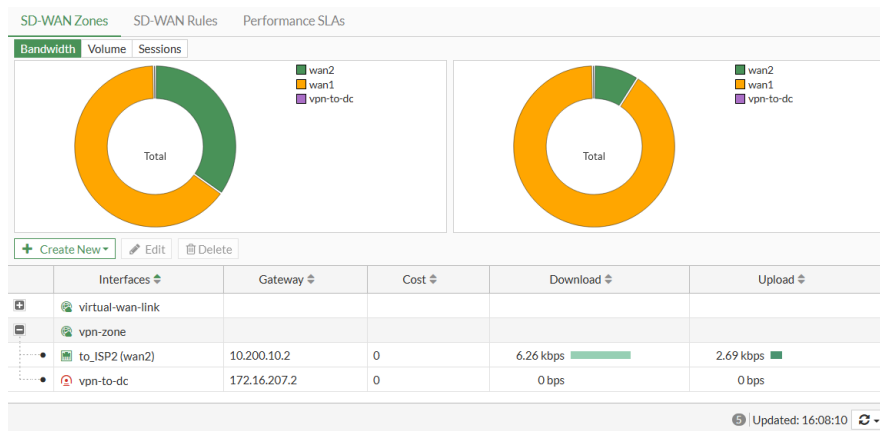 SD-WAN Zones SD-WAN Rules Performance SLAs
Bandwidth Volume Sessions
wan2
wan1
vpn-to-dc
Total
wan2
wan1
vpn-to-dc
Total
+ Create New Edit Delete
Interfaces Gateway Cost Download Upload
virtual-wan-link
vpn-zone
to_ISP2 (wan2) 10.200.10.2 0 6.26 kbps 2.69 kbps
vpn-to-dc 172.16.207.2 0 0 bps 0 bps
5 Updated: 16:08:10